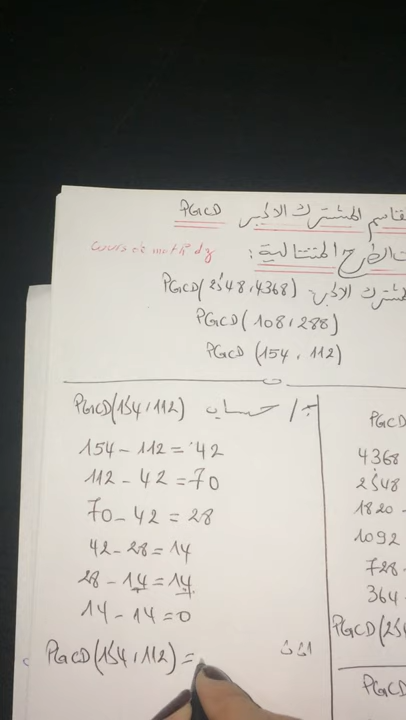 القاسم المشترك الأكبر PGCD
الطرح المتتالية :
cours de math dz
PGCD(2548،4368) المشترك الأكبر
PGCD(108،288)
PGCD(154،112)
ج/ حساب PGCD(154،112)
154 - 112 = 42
112 - 42 = 70
70 - 42 = 28
42 - 28 = 14
28 - 14 = 14
14 - 14 = 0
PGCD(154،112) =
PGCD
4368
2548
1820 -
1092
728 -
364 -
PGCD(254
PGCD